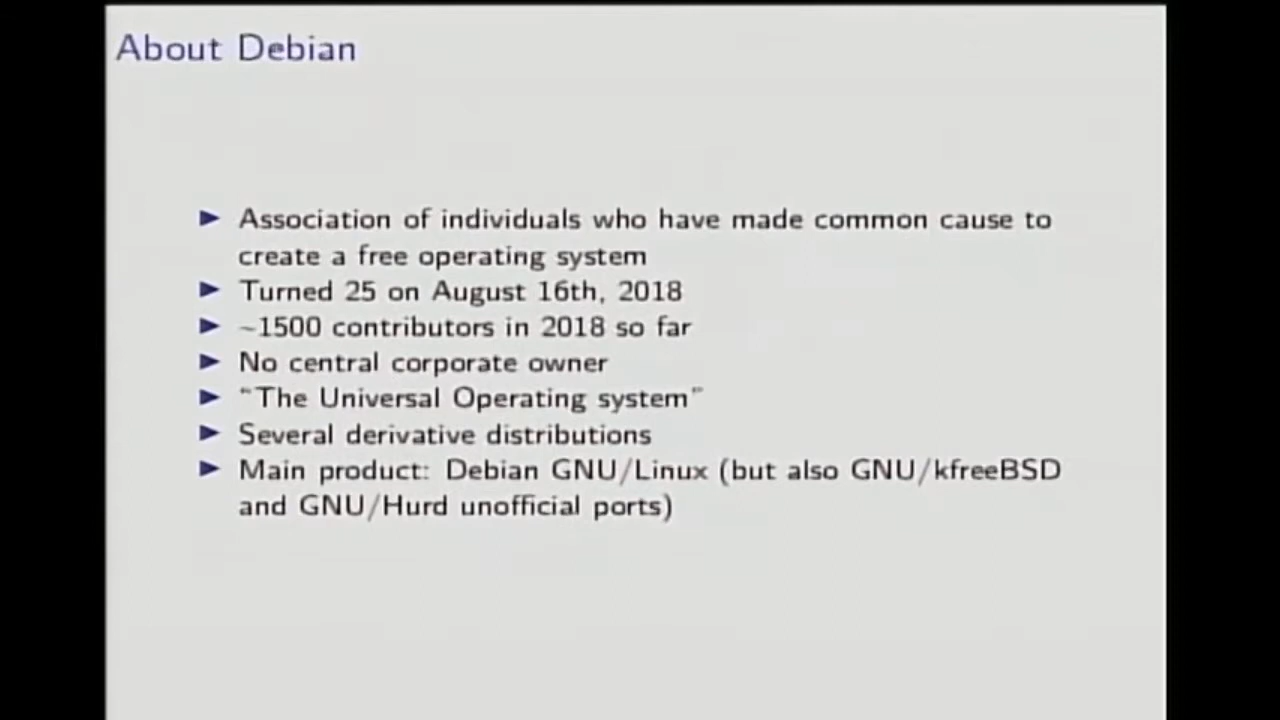 About Debian
Association of individuals who have made common cause to
create a free operating system
Turned 25 on August 16th, 2018
~1500 contributors in 2018 so far
No central corporate owner
"The Universal Operating system"
Several derivative distributions
Main product: Debian GNU/Linux (but also GNU/kfreeBSD
and GNU/Hurd unofficial ports)